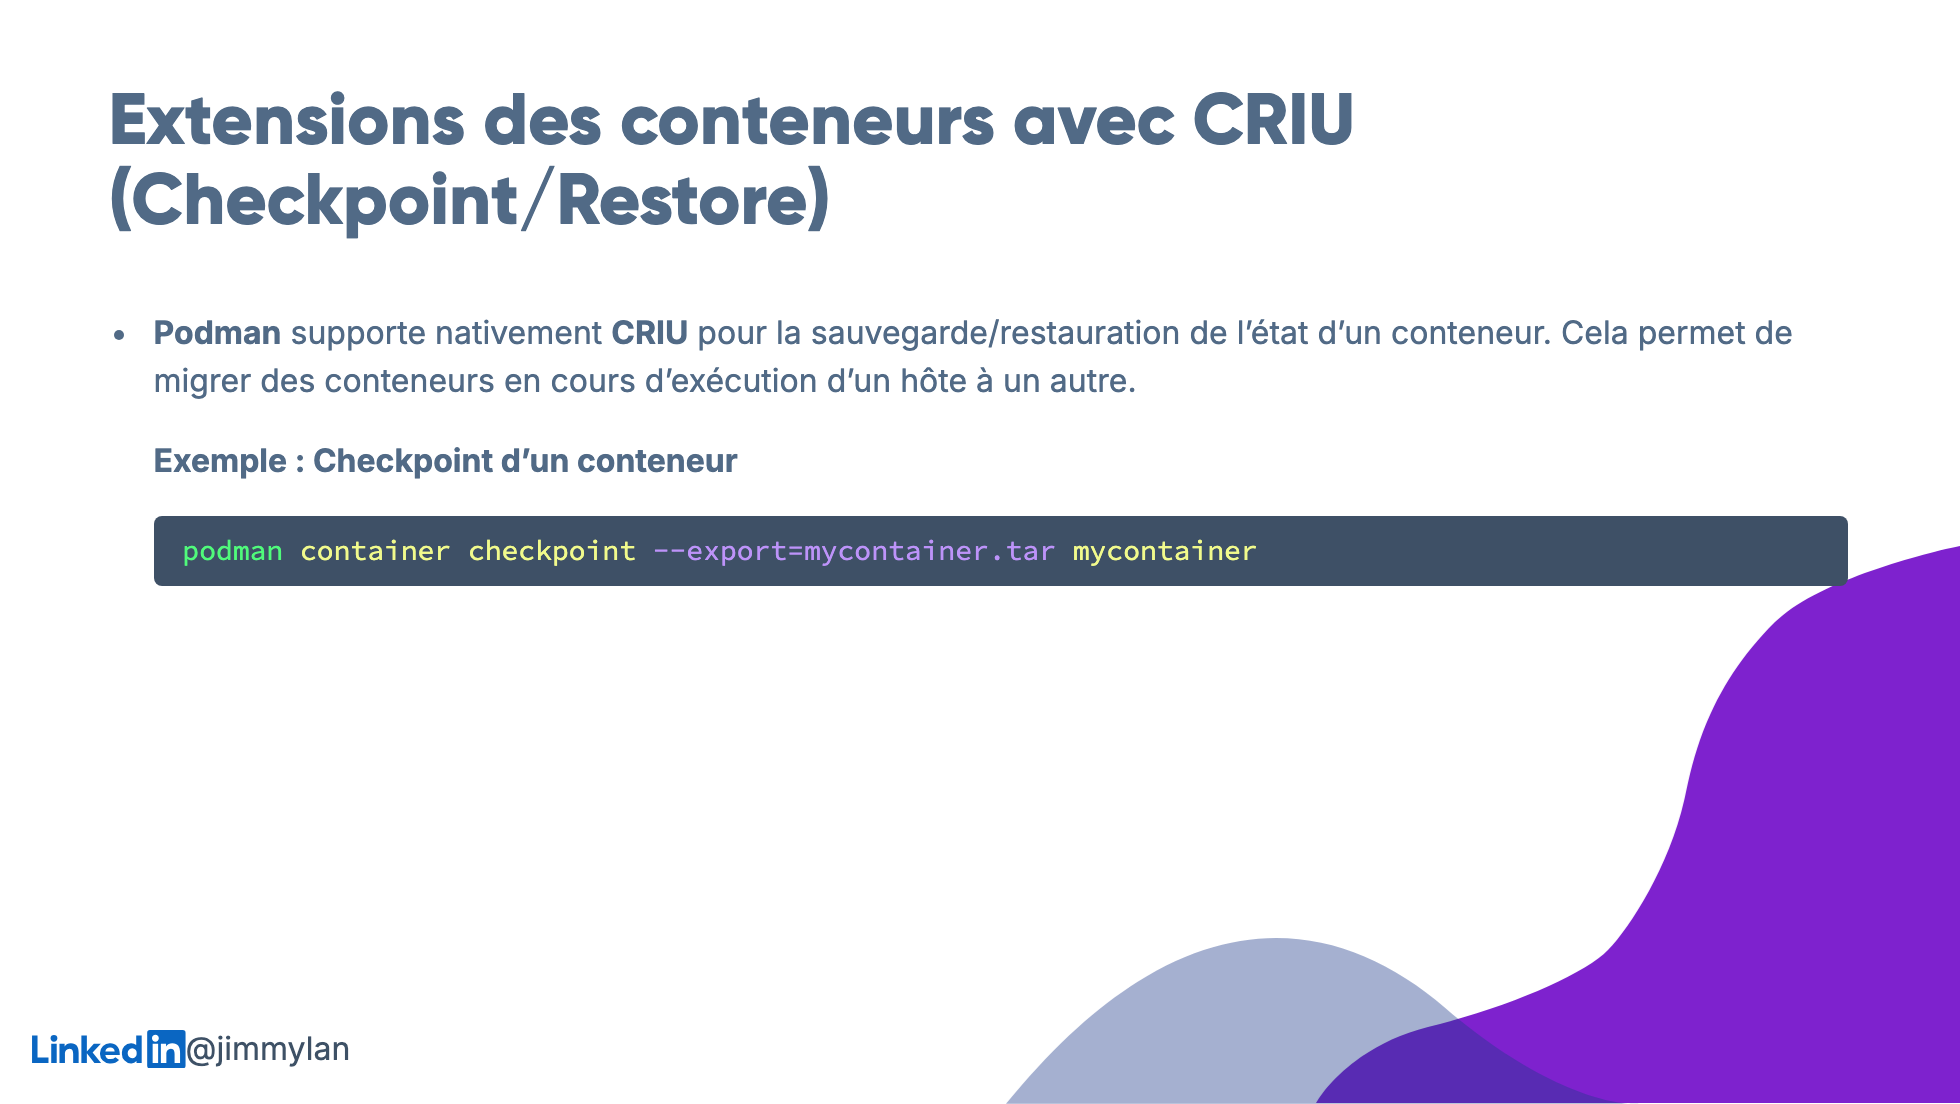 Extensions des conteneurs avec CRIU
(Checkpoint/Restore)
• Podman supporte nativement CRIU pour la sauvegarde/restauration de l’état d’un conteneur. Cela permet de
migrer des conteneurs en cours d’exécution d’un hôte à un autre.
Exemple : Checkpoint d’un conteneur
podman container checkpoint --export=mycontainer.tar mycontainer
Linkedin@jimmylan